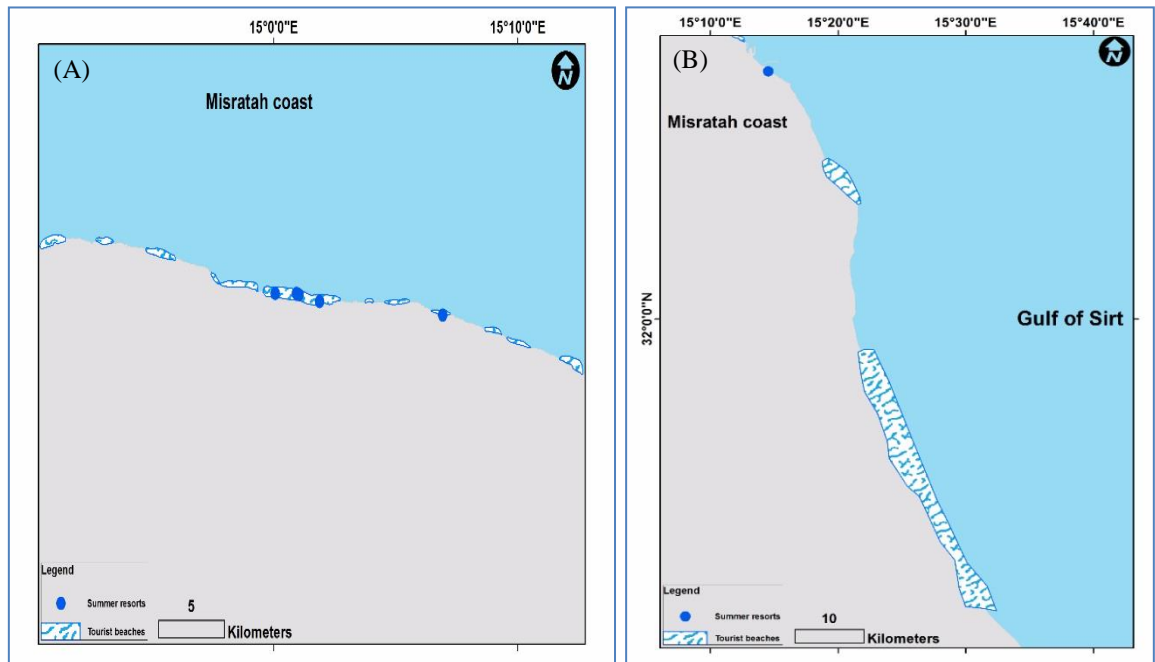 15°0'0"E 15°10'0"E
(A)
N
Misratah coast
Legend
Summer resorts
Tourist beaches
5
Kilometers
15°10'0"E 15°20'0"E 15°30'0"E 15°40'0"E
(B)
N
Misratah coast
32°0'0"N
Gulf of Sirt
Legend
Summer resorts
Tourist beaches
10
Kilometers